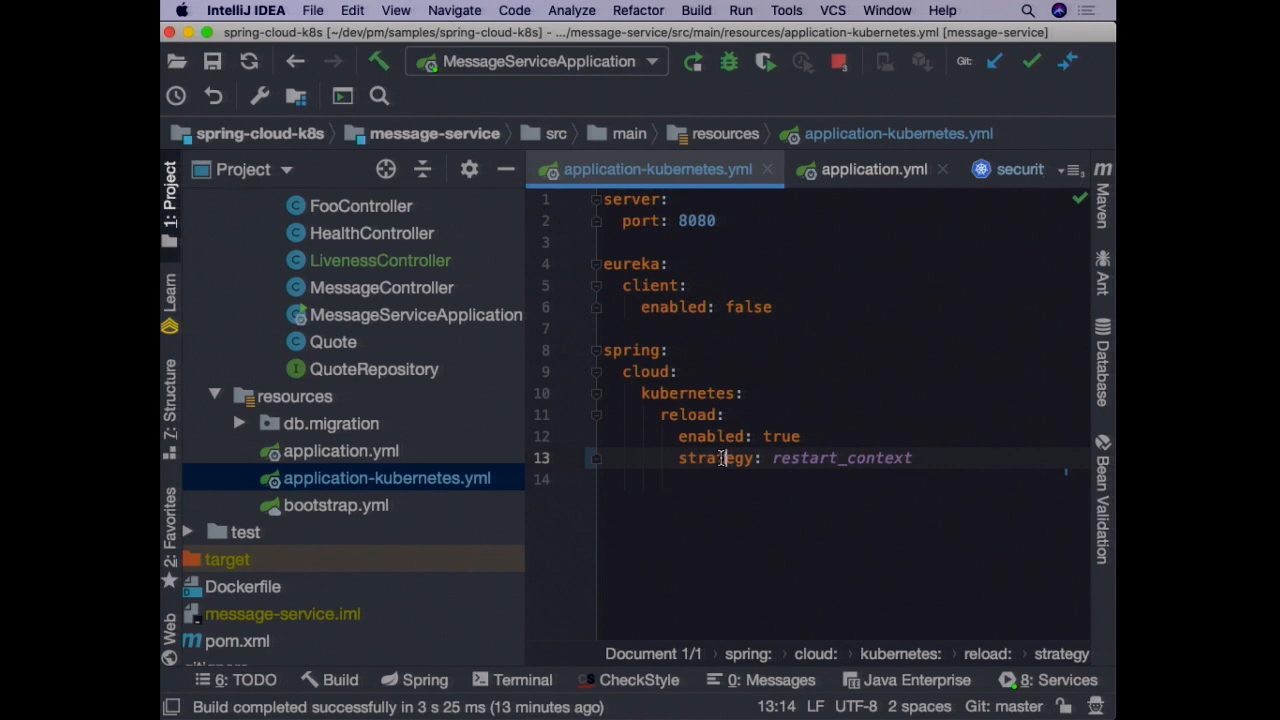 IntelliJ IDEA File Edit View Navigate Code Analyze Refactor Build Run Tools VCS Window Help
spring-cloud-k8s [~/dev/pm/samples/spring-cloud-k8s] - .../message-service/src/main/resources/application-kubernetes.yml [message-service]
MessageServiceApplication Git:
spring-cloud-k8s message-service src main resources application-kubernetes.yml
1: Project
Learn
7: Structure
2: Favorites
Web
Project
FooController
HealthController
LivenessController
MessageController
MessageServiceApplication
Quote
QuoteRepository
resources
db.migration
application.yml
application-kubernetes.yml
bootstrap.yml
test
target
Dockerfile
message-service.iml
pom.xml
application-kubernetes.yml application.yml securit
1 server:
2 port: 8080
3
4 eureka:
5 client:
6 enabled: false
7
8 spring:
9 cloud:
10 kubernetes:
11 reload:
12 enabled: true
13 strategy: restart_context
14
Document 1/1 spring: cloud: kubernetes: reload: strategy
Maven
Ant
Database
Bean Validation
6: TODO Build Spring Terminal CheckStyle 0: Messages Java Enterprise 8: Services
Build completed successfully in 3 s 25 ms (13 minutes ago) 13:14 LF UTF-8 2 spaces Git: master